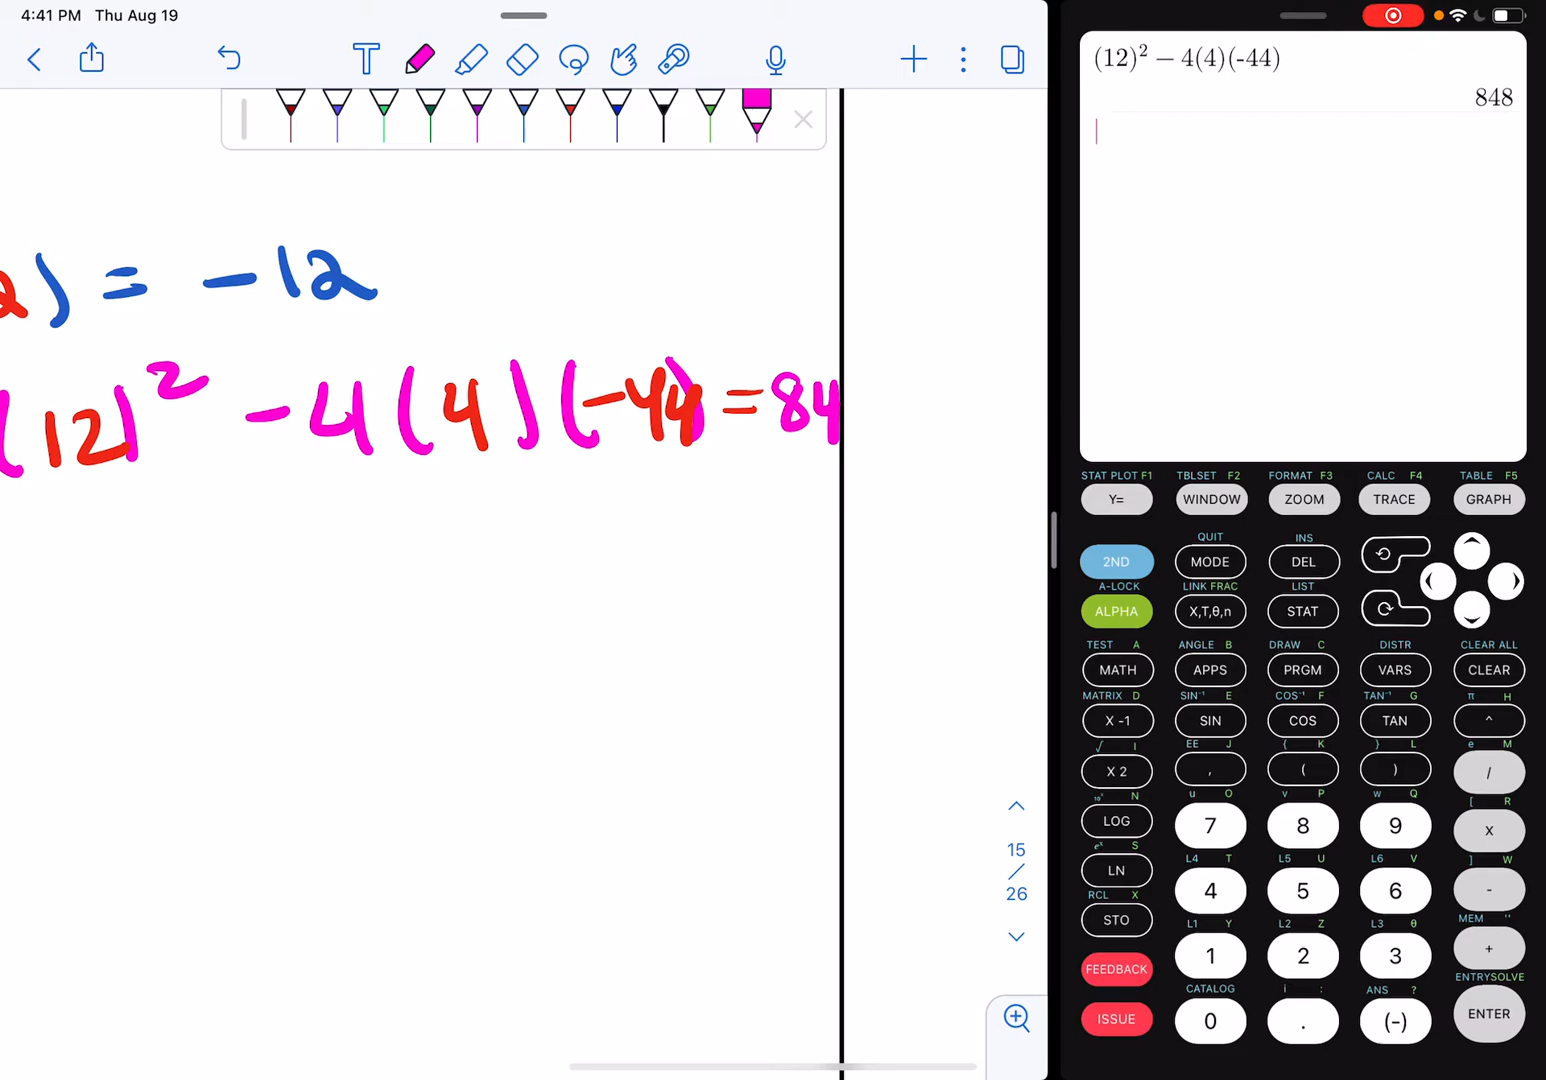 4:41 PM Thu Aug 19
2) = -12
(12)² - 4(4)(-44) = 84
15
/
26
(12)² − 4(4)(-44)
848
STAT PLOT F1 TBLSET F2 FORMAT F3 CALC F4 TABLE F5
Y= WINDOW ZOOM TRACE GRAPH
QUIT INS
2ND MODE DEL
A-LOCK LINK FRAC LIST
ALPHA X,T,θ,n STAT
TEST A ANGLE B DRAW C DISTR CLEAR ALL
MATH APPS PRGM VARS CLEAR
MATRIX D SIN⁻¹ E COS⁻¹ F TAN⁻¹ G π H
X -1 SIN COS TAN ^
√ I EE J { K } L e M
X 2 , ( ) /
10ˣ N u O v P w Q [ R
LOG 7 8 9 X
eˣ S L4 T L5 U L6 V ] W
LN 4 5 6 -
RCL X L1 Y L2 Z L3 θ MEM "
STO 1 2 3 +
FEEDBACK CATALOG i : ANS ? ENTRY SOLVE
ISSUE 0 . (-) ENTER